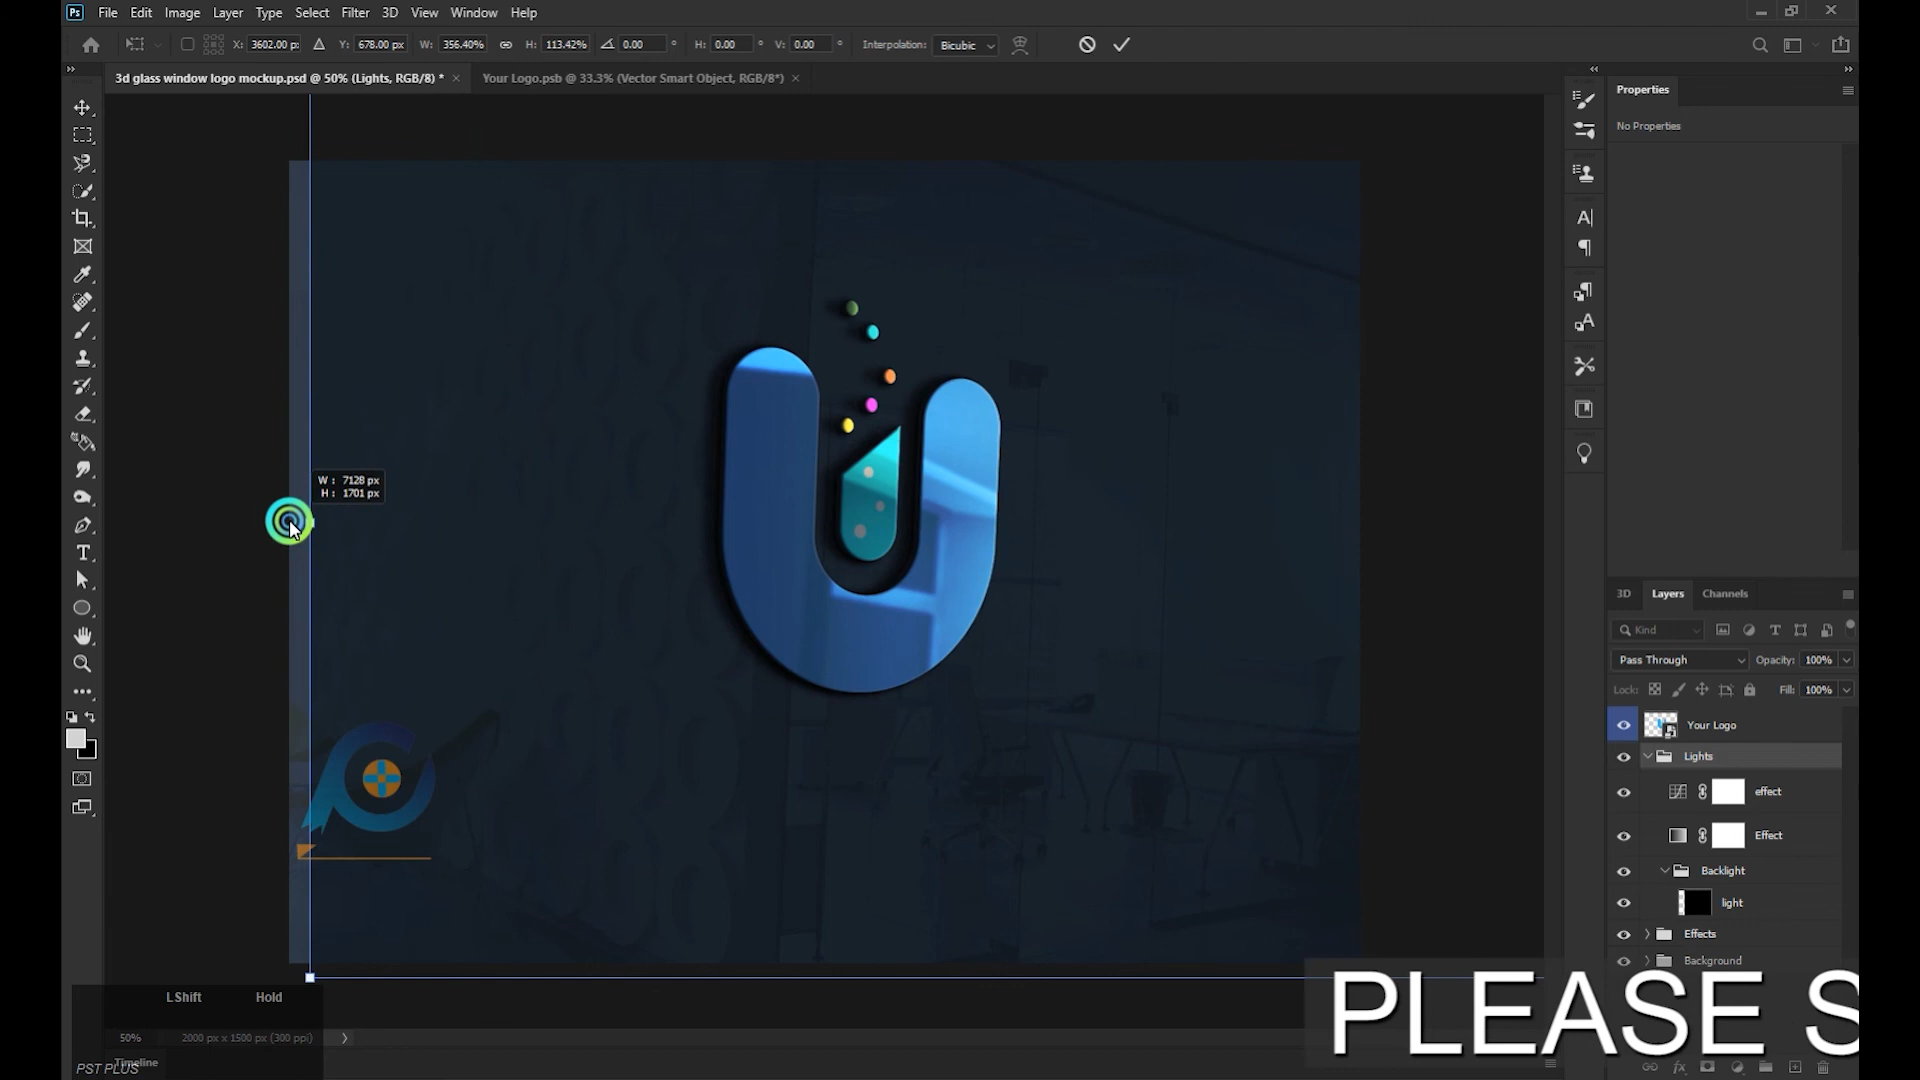 Ps File Edit Image Layer Type Select Filter 3D View Window Help
X: 3602.00 p: Y: 678.00 px W: 356.40% H: 113.42% 0.00 ° H: 0.00 ° V: 0.00 ° Interpolation: Bicubic
3d glass window logo mockup.psd @ 50% (Lights, RGB/8) * × Your Logo.psb @ 33.3% (Vector Smart Object, RGB/8*) ×
Properties
No Properties
W : 7128 px
H : 1701 px
3D Layers Channels
Kind
Pass Through Opacity: 100%
Lock: Fill: 100%
Your Logo
Lights
effect
Effect
Backlight
light
Effects
Background
LShift Hold
PLEASE S
50% 2000 px x 1500 px (300 ppi)
Timeline
PST PLUS